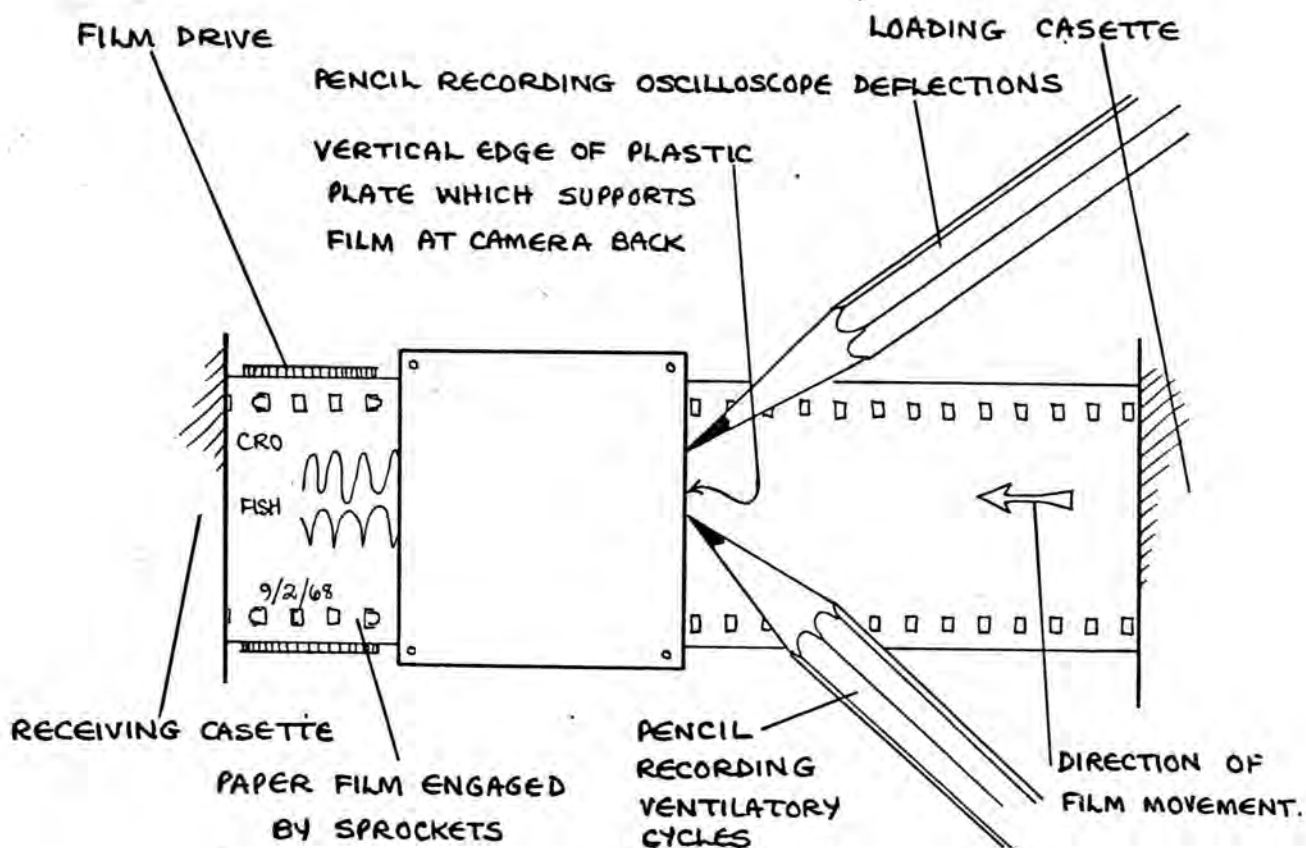 FILM DRIVE
LOADING CASETTE
PENCIL RECORDING OSCILLOSCOPE DEFLECTIONS
VERTICAL EDGE OF PLASTIC
PLATE WHICH SUPPORTS
FILM AT CAMERA BACK
CRO
FISH
9/2/68
RECEIVING CASETTE
PAPER FILM ENGAGED
BY SPROCKETS
PENCIL
RECORDING
VENTILATORY
CYCLES
DIRECTION OF
FILM MOVEMENT.